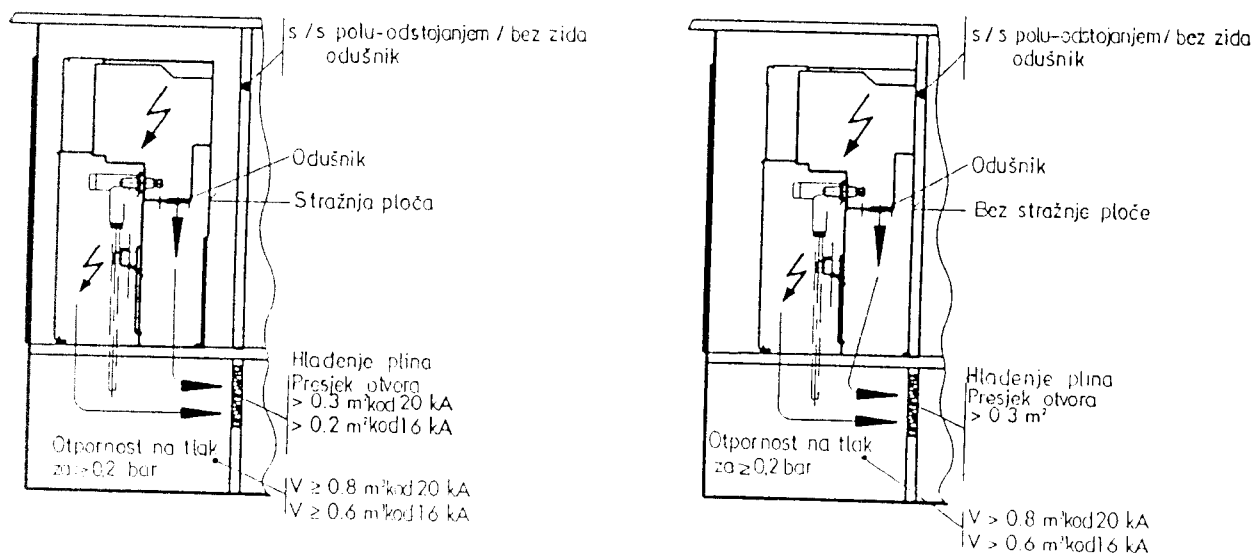 s/s polu-odstojanjem/bez zida
odušnik
Odušnik
Stražnja ploča
Hlađenje plina
Presjek otvora
> 0.3 m² kod 20 kA
> 0.2 m² kod 16 kA
Otpornost na tlak
za ≥ 0,2 bar
V ≥ 0.8 m³ kod 20 kA
V ≥ 0.6 m³ kod 16 kA
s/s polu-odstojanjem/bez zida
odušnik
Odušnik
Bez stražnje ploče
Hlađenje plina
Presjek otvora
> 0.3 m²
Otpornost na tlak
za ≥ 0,2 bar
V > 0.8 m³ kod 20 kA
V > 0.6 m³ kod 16 kA